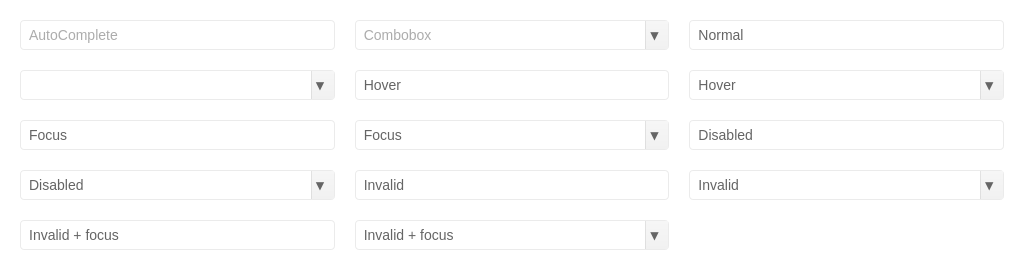 AutoComplete
Combobox
Normal
Hover
Hover
Focus
Focus
Disabled
Disabled
Invalid
Invalid
Invalid + focus
Invalid + focus